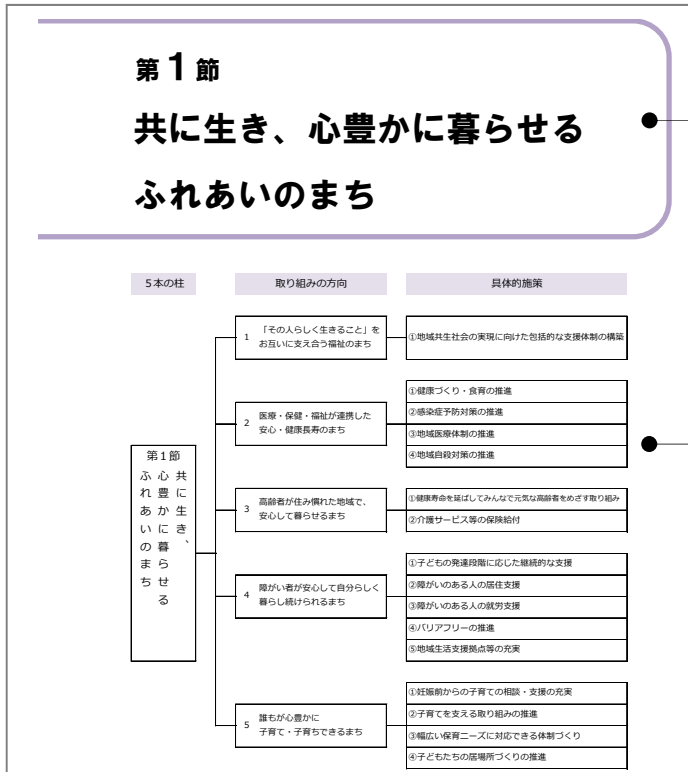 第1節
共に生き、心豊かに暮らせる
ふれあいのまち
5本の柱
取り組みの方向
具体的施策
第1節
共に生き、
心豊かに暮らせる
ふれあいのまち
1 「その人らしく生きること」を
お互いに支え合う福祉のまち
①地域共生社会の実現に向けた包括的な支援体制の構築
2 医療・保健・福祉が連携した
安心・健康長寿のまち
①健康づくり・食育の推進
②感染症予防対策の推進
③地域医療体制の推進
④地域自殺対策の推進
3 高齢者が住み慣れた地域で、
安心して暮らせるまち
①健康寿命を延ばしてみんなで元気な高齢者をめざす取り組み
②介護サービス等の保険給付
4 障がい者が安心して自分らしく
暮らし続けられるまち
①子どもの発達段階に応じた継続的な支援
②障がいのある人の居住支援
③障がいのある人の就労支援
④バリアフリーの推進
⑤地域生活支援拠点等の充実
5 誰もが心豊かに
子育て・子育ちできるまち
①妊娠前からの子育ての相談・支援の充実
②子育てを支える取り組みの推進
③幅広い保育ニーズに対応できる体制づくり
④子どもたちの居場所づくりの推進